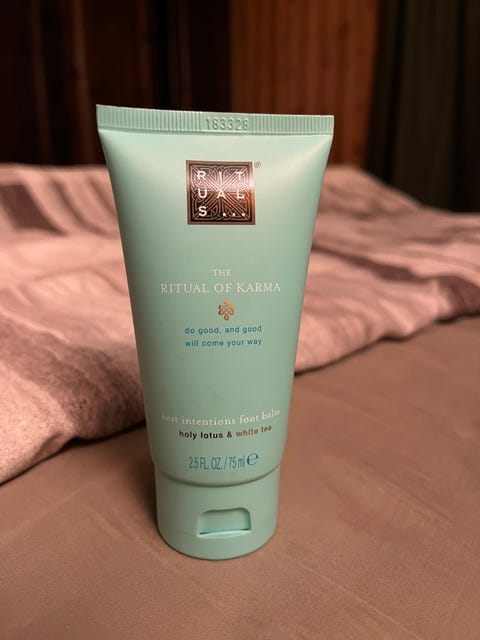 183328
RIT
UAL
S...
®
THE
RITUAL OF KARMA
do good, and good
will come your way
best intentions foot balm
holy lotus & white tea
2.5 FL. OZ. / 75 ml ℮